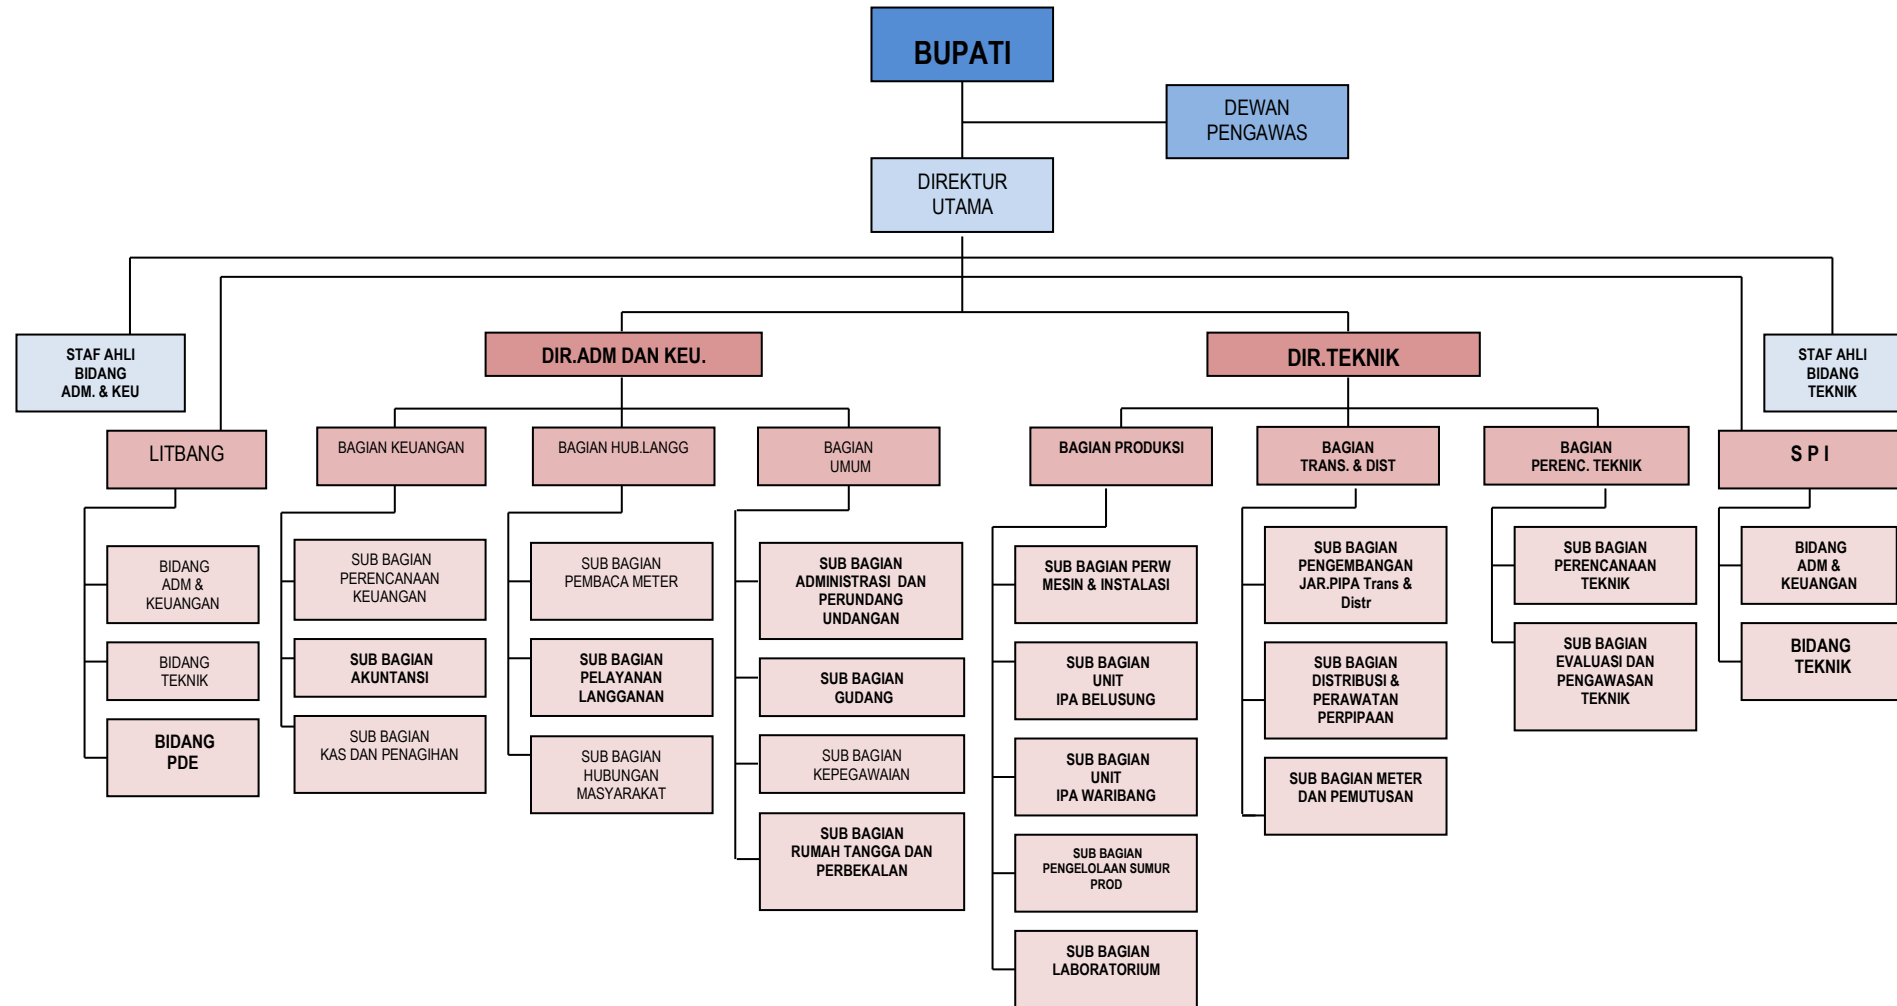 BUPATI
DEWAN
PENGAWAS
DIREKTUR
UTAMA
STAF AHLI
BIDANG
ADM. & KEU
DIR.ADM DAN KEU.
DIR.TEKNIK
STAF AHLI
BIDANG
TEKNIK
LITBANG
BAGIAN KEUANGAN
BAGIAN HUB.LANGG
BAGIAN
UMUM
BAGIAN PRODUKSI
BAGIAN
TRANS. & DIST
BAGIAN
PERENC. TEKNIK
S P I
BIDANG
ADM &
KEUANGAN
BIDANG
TEKNIK
BIDANG
PDE
SUB BAGIAN
PERENCANAAN
KEUANGAN
SUB BAGIAN
AKUNTANSI
SUB BAGIAN
KAS DAN PENAGIHAN
SUB BAGIAN
PEMBACA METER
SUB BAGIAN
PELAYANAN
LANGGANAN
SUB BAGIAN
HUBUNGAN
MASYARAKAT
SUB BAGIAN
ADMINISTRASI DAN
PERUNDANG
UNDANGAN
SUB BAGIAN
GUDANG
SUB BAGIAN
KEPEGAWAIAN
SUB BAGIAN
RUMAH TANGGA DAN
PERBEKALAN
SUB BAGIAN PERW
MESIN & INSTALASI
SUB BAGIAN
UNIT
IPA BELUSUNG
SUB BAGIAN
UNIT
IPA WARIBANG
SUB BAGIAN
PENGELOLAAN SUMUR
PROD
SUB BAGIAN
LABORATORIUM
SUB BAGIAN
PENGEMBANGAN
JAR.PIPA Trans &
Distr
SUB BAGIAN
DISTRIBUSI &
PERAWATAN
PERPIPAAN
SUB BAGIAN METER
DAN PEMUTUSAN
SUB BAGIAN
PERENCANAAN
TEKNIK
SUB BAGIAN
EVALUASI DAN
PENGAWASAN
TEKNIK
BIDANG
ADM &
KEUANGAN
BIDANG
TEKNIK